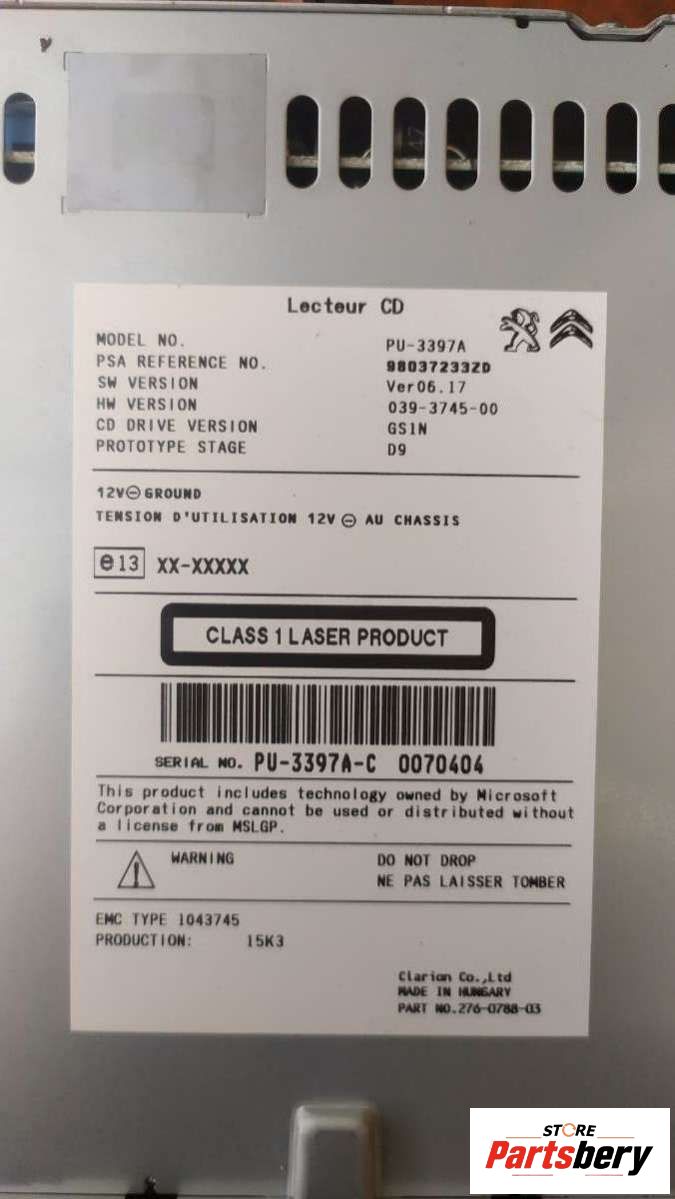 Lecteur CD
MODEL NO. PU-3397A
PSA REFERENCE NO. 98037233ZD
SW VERSION Ver06.17
HW VERSION 039-3745-00
CD DRIVE VERSION GS1N
PROTOTYPE STAGE D9
12V⊖GROUND
TENSION D'UTILISATION 12V ⊖ AU CHASSIS
e13 XX-XXXXX
CLASS 1 LASER PRODUCT
SERIAL NO. PU-3397A-C 0070404
This product includes technology owned by Microsoft
Corporation and cannot be used or distributed without
a license from MSLGP.
WARNING DO NOT DROP
NE PAS LAISSER TOMBER
EMC TYPE 1043745
PRODUCTION: 15K3
Clarion Co.,Ltd
MADE IN HUNGARY
PART NO.276-0788-03
STORE
Partsbery